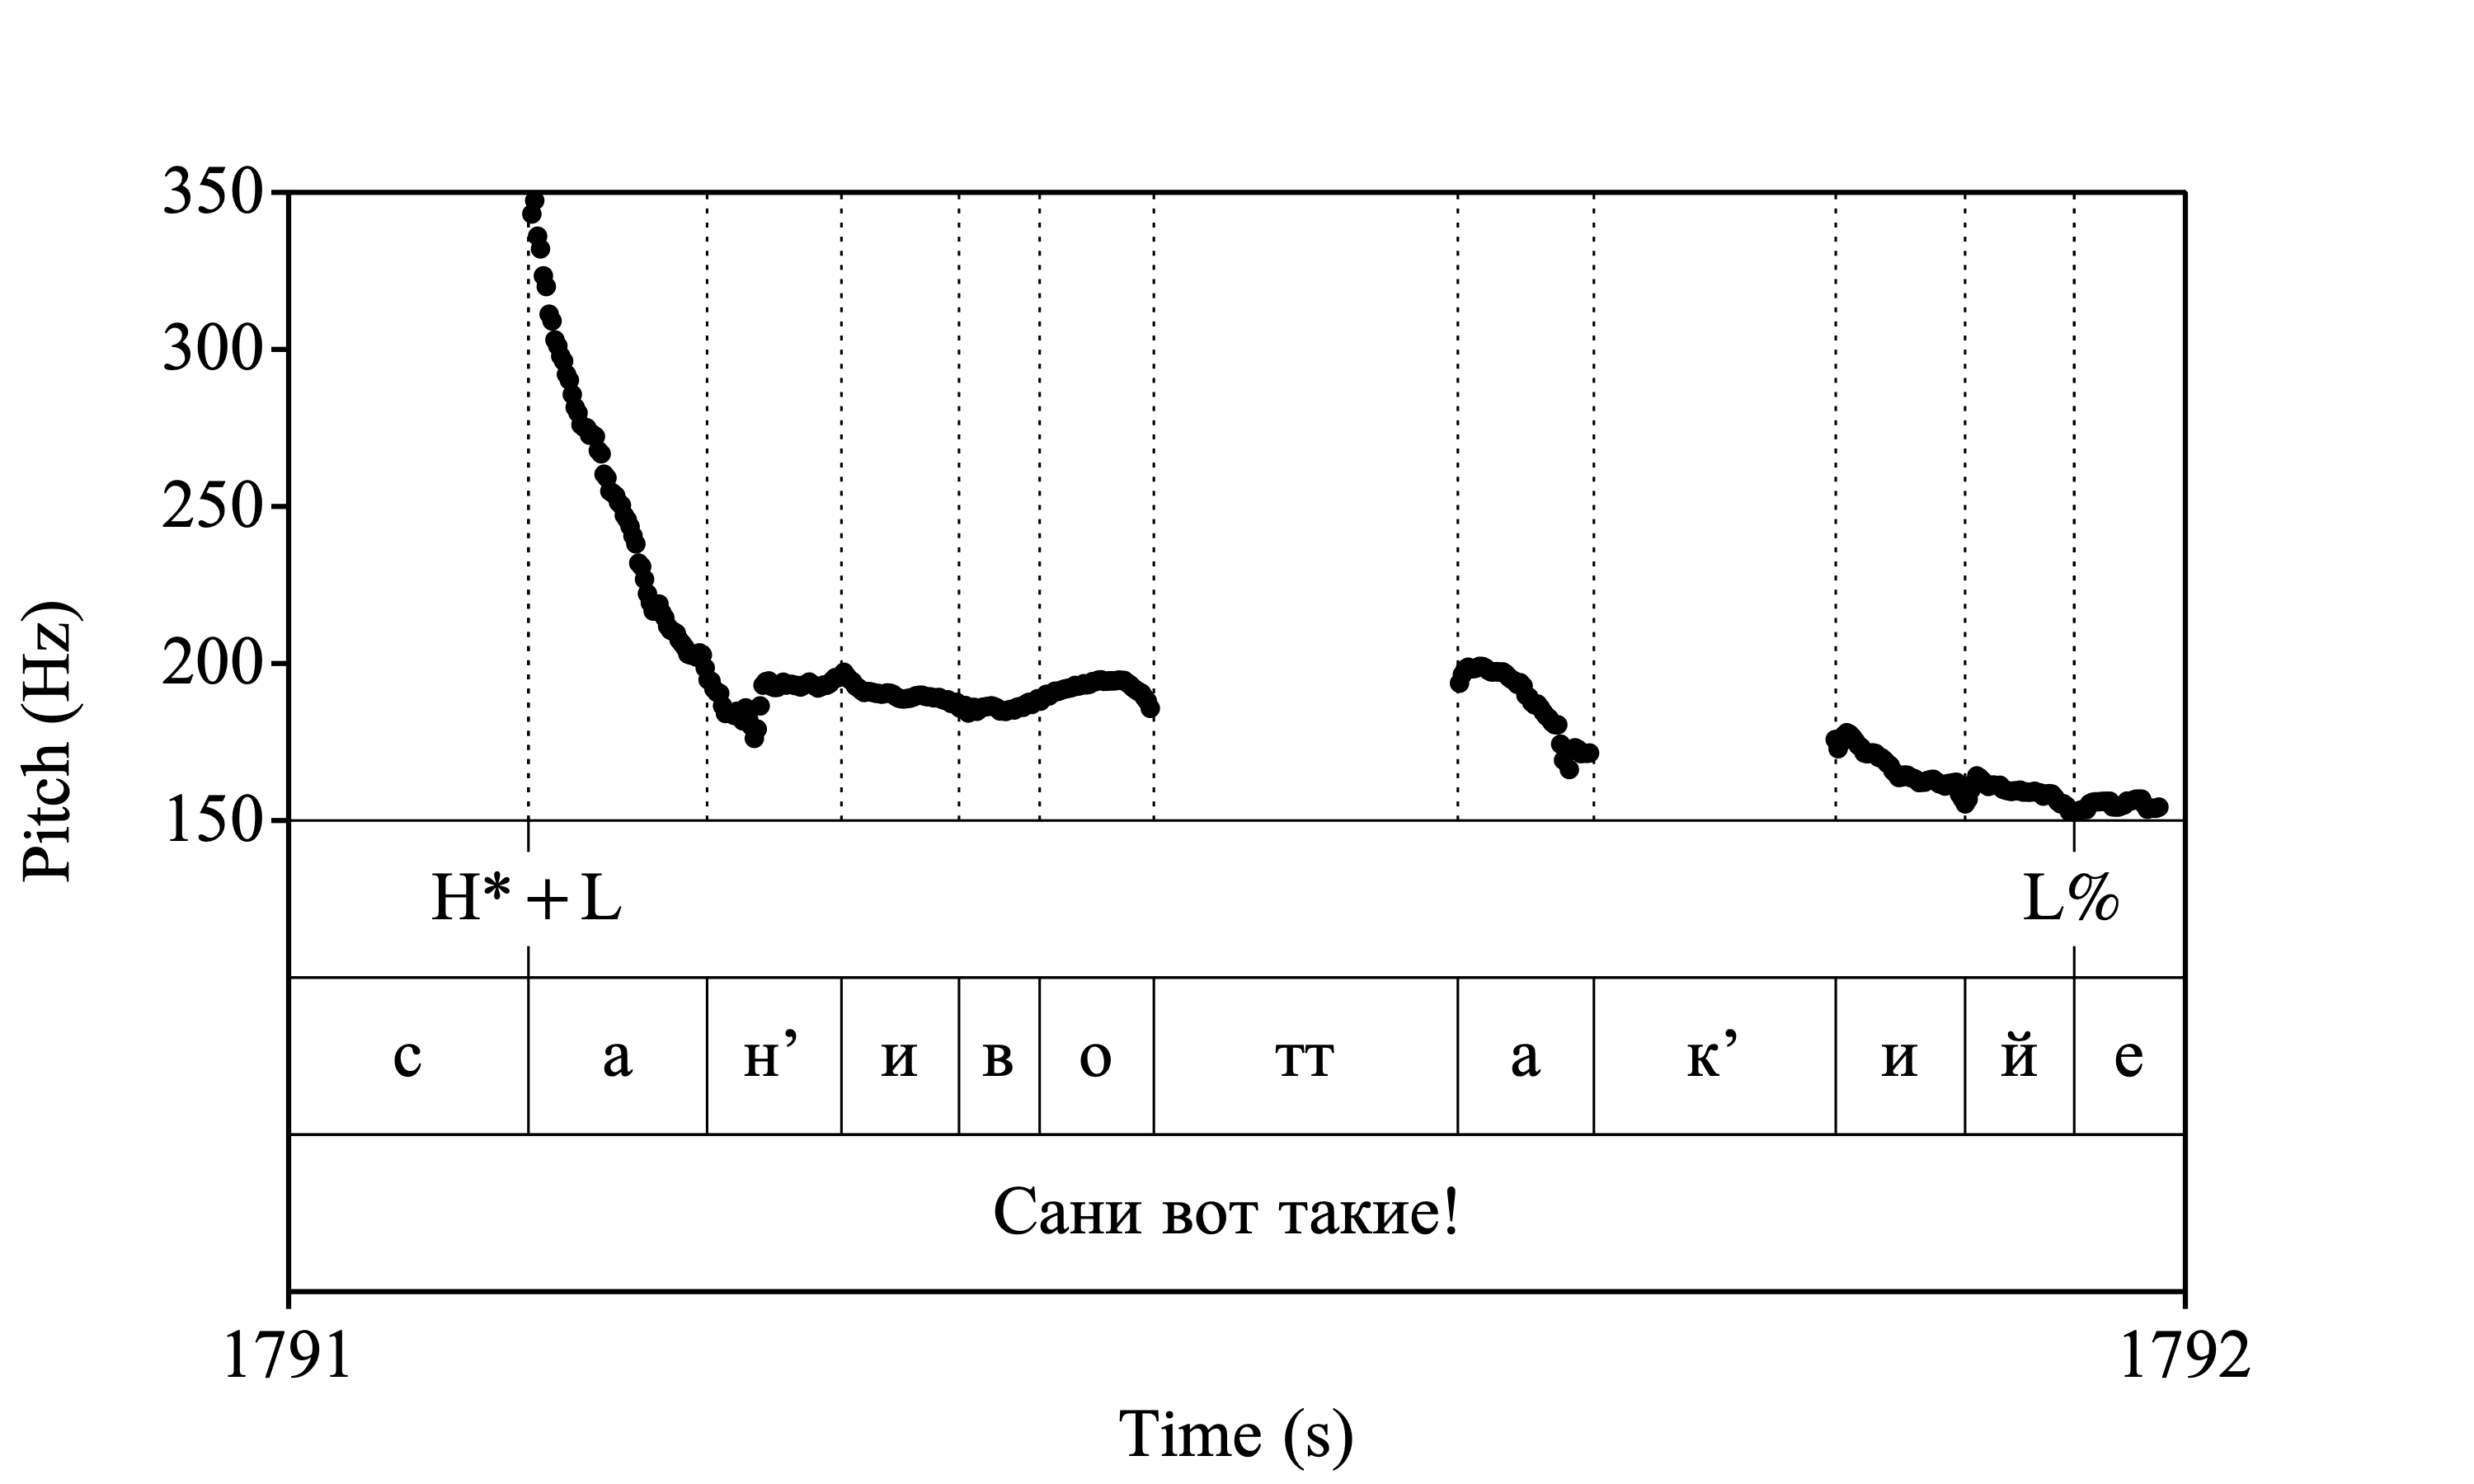 350
300
250
200
150
Pitch (Hz)
H*+L L%
с а н’ и в о тт а к’ и й е
Сани вот такие!
1791 1792
Time (s)